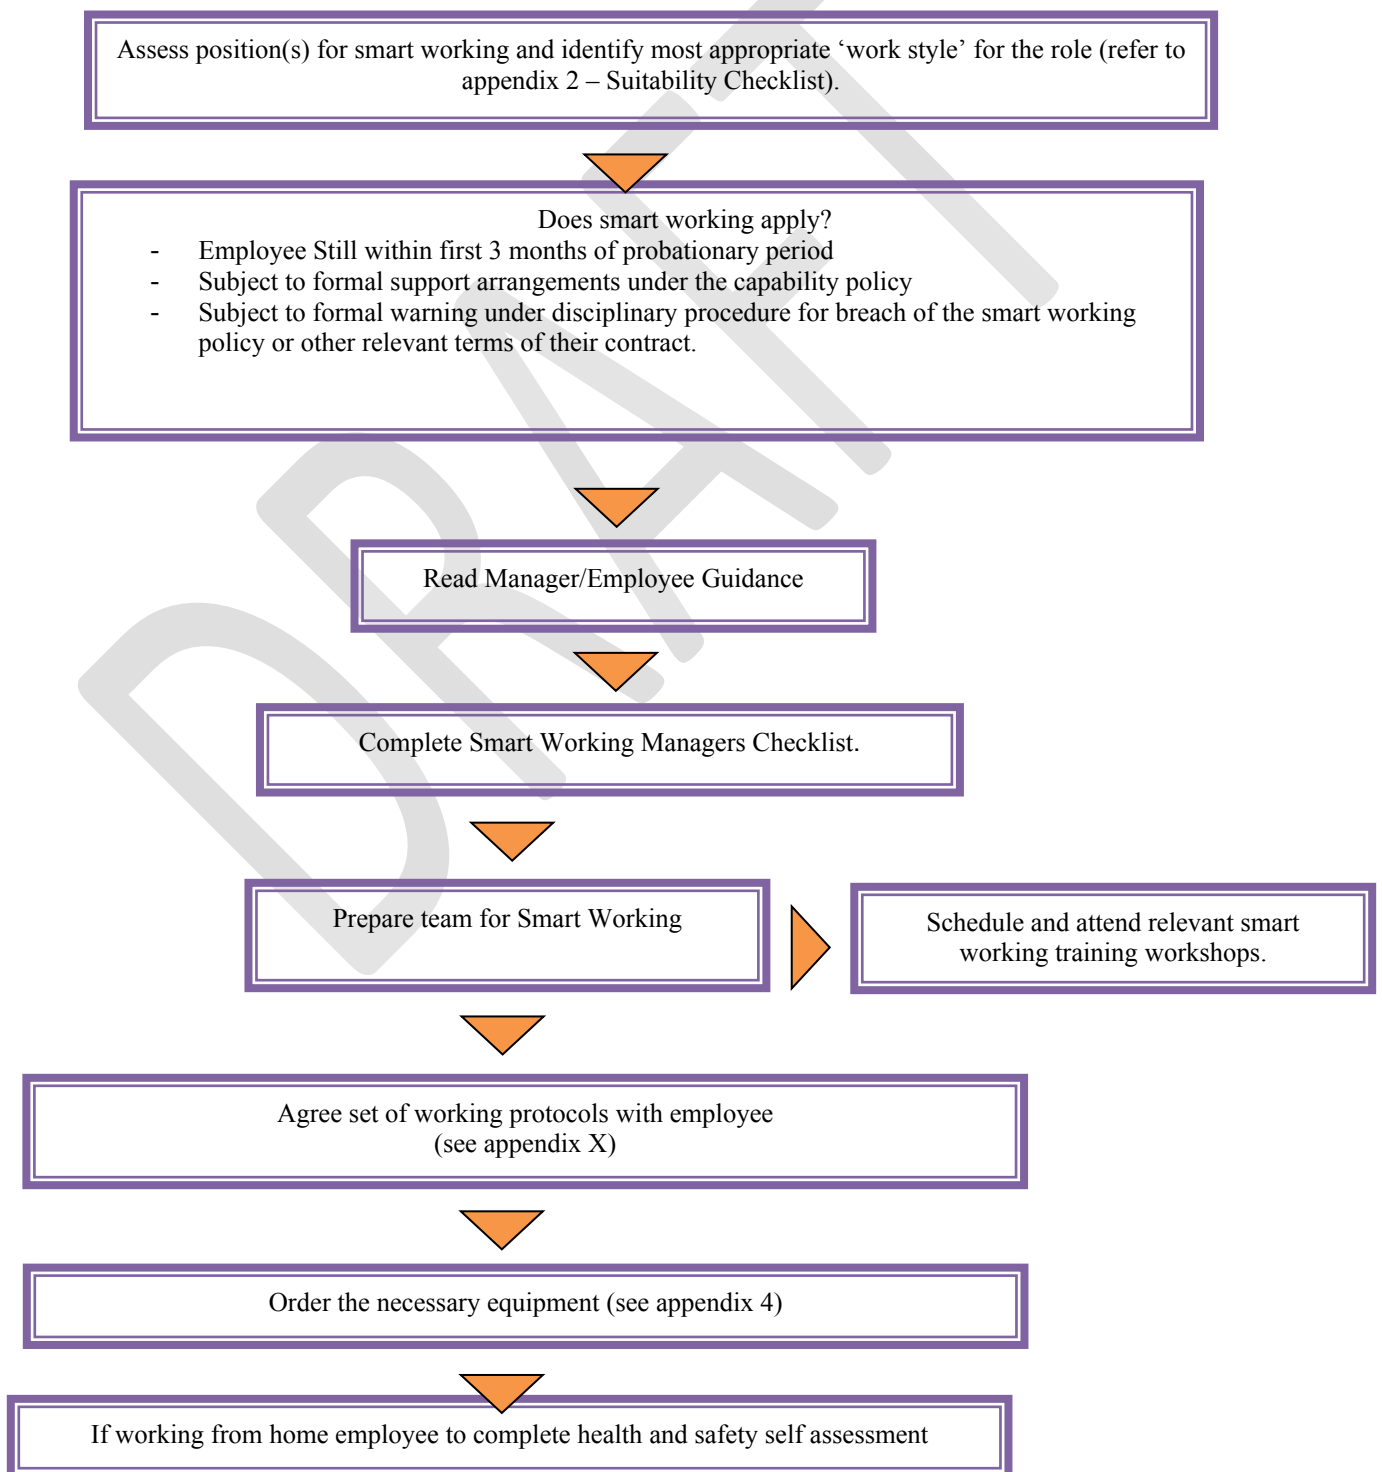 Assess position(s) for smart working and identify most appropriate ‘work style’ for the role (refer to
appendix 2 – Suitability Checklist).
Does smart working apply?
- Employee Still within first 3 months of probationary period
- Subject to formal support arrangements under the capability policy
- Subject to formal warning under disciplinary procedure for breach of the smart working
policy or other relevant terms of their contract.
Read Manager/Employee Guidance
Complete Smart Working Managers Checklist.
Prepare team for Smart Working
Schedule and attend relevant smart
working training workshops.
Agree set of working protocols with employee
(see appendix X)
Order the necessary equipment (see appendix 4)
If working from home employee to complete health and safety self assessment
DRAFT